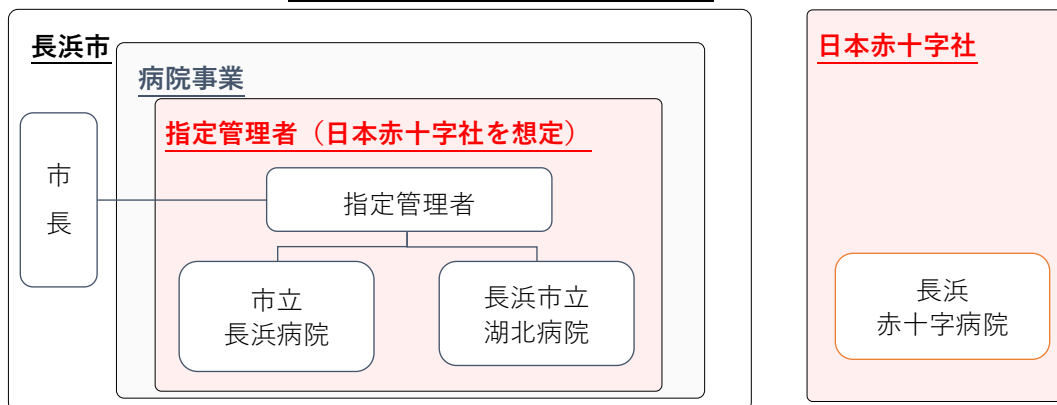 長浜市
病院事業
指定管理者（日本赤十字社を想定）
市
長
指定管理者
市立
長浜病院
長浜市立
湖北病院
日本赤十字社
長浜
赤十字病院